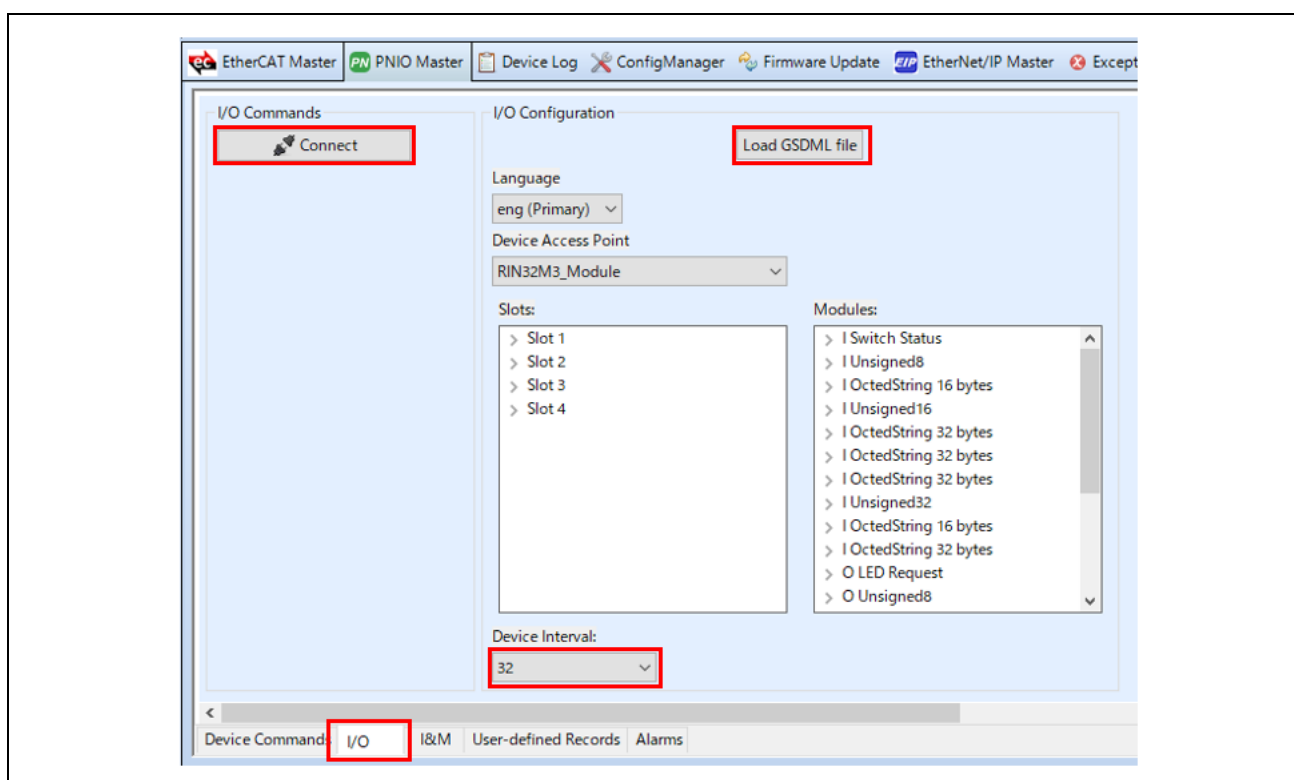 EtherCAT Master PNIO Master Device Log ConfigManager Firmware Update EtherNet/IP Master Except
I/O Commands
Connect
I/O Configuration
Load GSDML file
Language
eng (Primary)
Device Access Point
RIN32M3_Module
Slots:
Slot 1
Slot 2
Slot 3
Slot 4
Modules:
I Switch Status
I Unsigned8
I OctedString 16 bytes
I Unsigned16
I OctedString 32 bytes
I OctedString 32 bytes
I OctedString 32 bytes
I Unsigned32
I OctedString 16 bytes
I OctedString 32 bytes
O LED Request
O Unsigned8
Device Interval:
32
Device Command I/O I&M User-defined Records Alarms